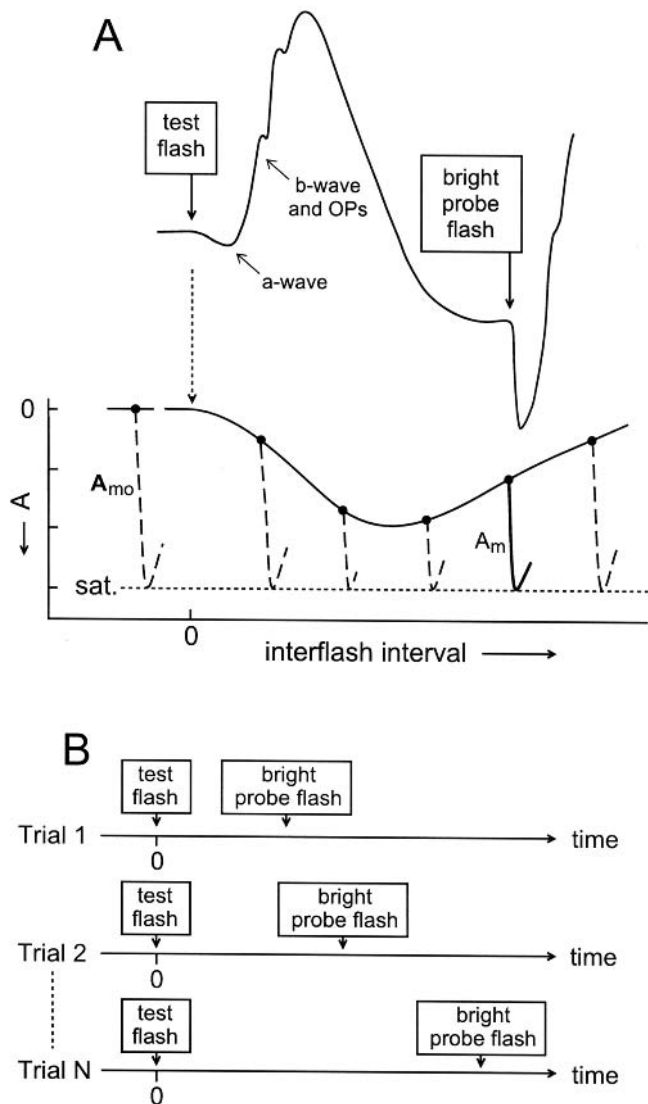 A
test
flash
b-wave
and OPs
bright
probe
flash
a-wave
0
A_mo
A
A_m
sat.
0
interflash interval
B
test
flash
bright
probe flash
Trial 1
time
0
test
flash
bright
probe flash
Trial 2
time
0
test
flash
bright
probe flash
Trial N
time
0